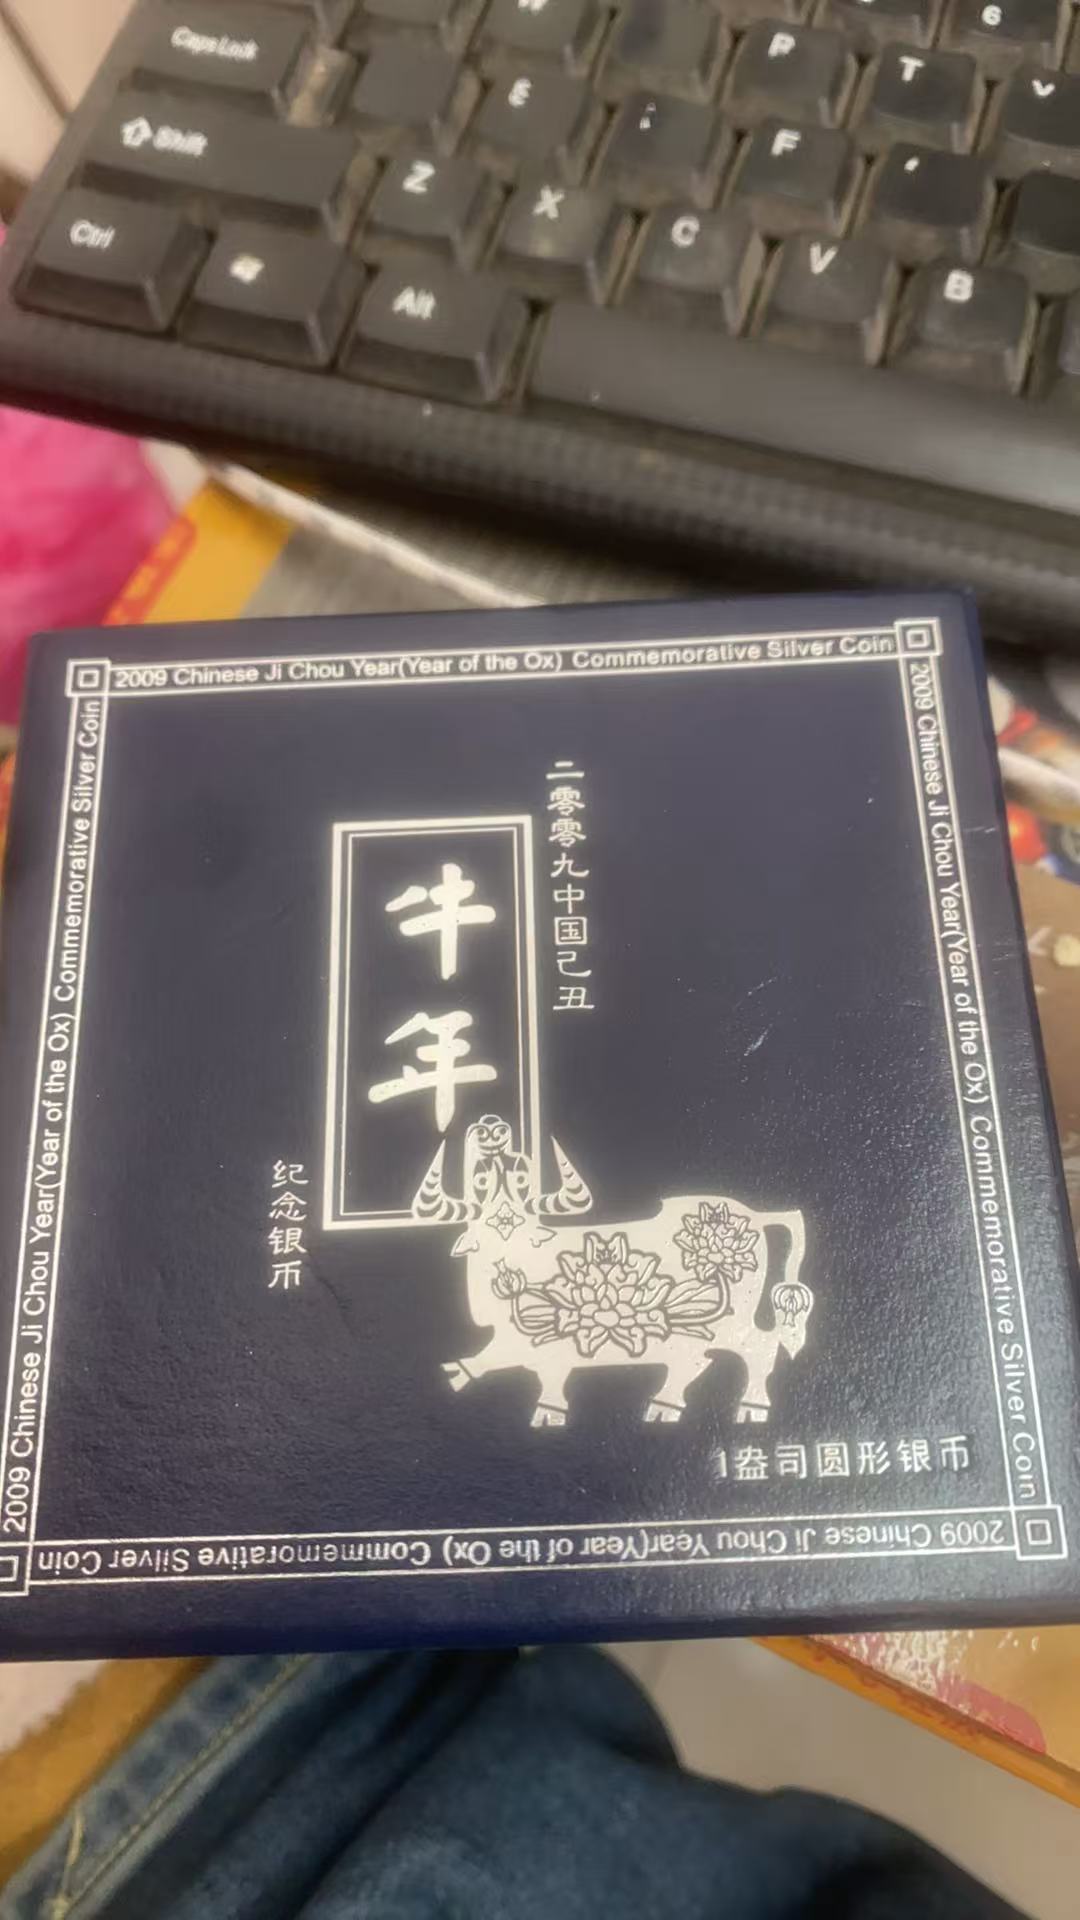 Caps Lock
W
P
T
6
E
F
Shift
Z
X
C
V
B
Ctrl
Alt
2009 Chinese Ji Chou Year(Year of the Ox) Commemorative Silver Coin
2009 Chinese Ji Chou Year(Year of the Ox) Commemorative Silver Coin
2009 Chinese Ji Chou Year(Year of the Ox) Commemorative Silver Coin
二零零九中国己丑
牛年
纪念银币
1盎司圆形银币
2009 Chinese Ji Chou Year(Year of the Ox) Commemorative Silver Coin